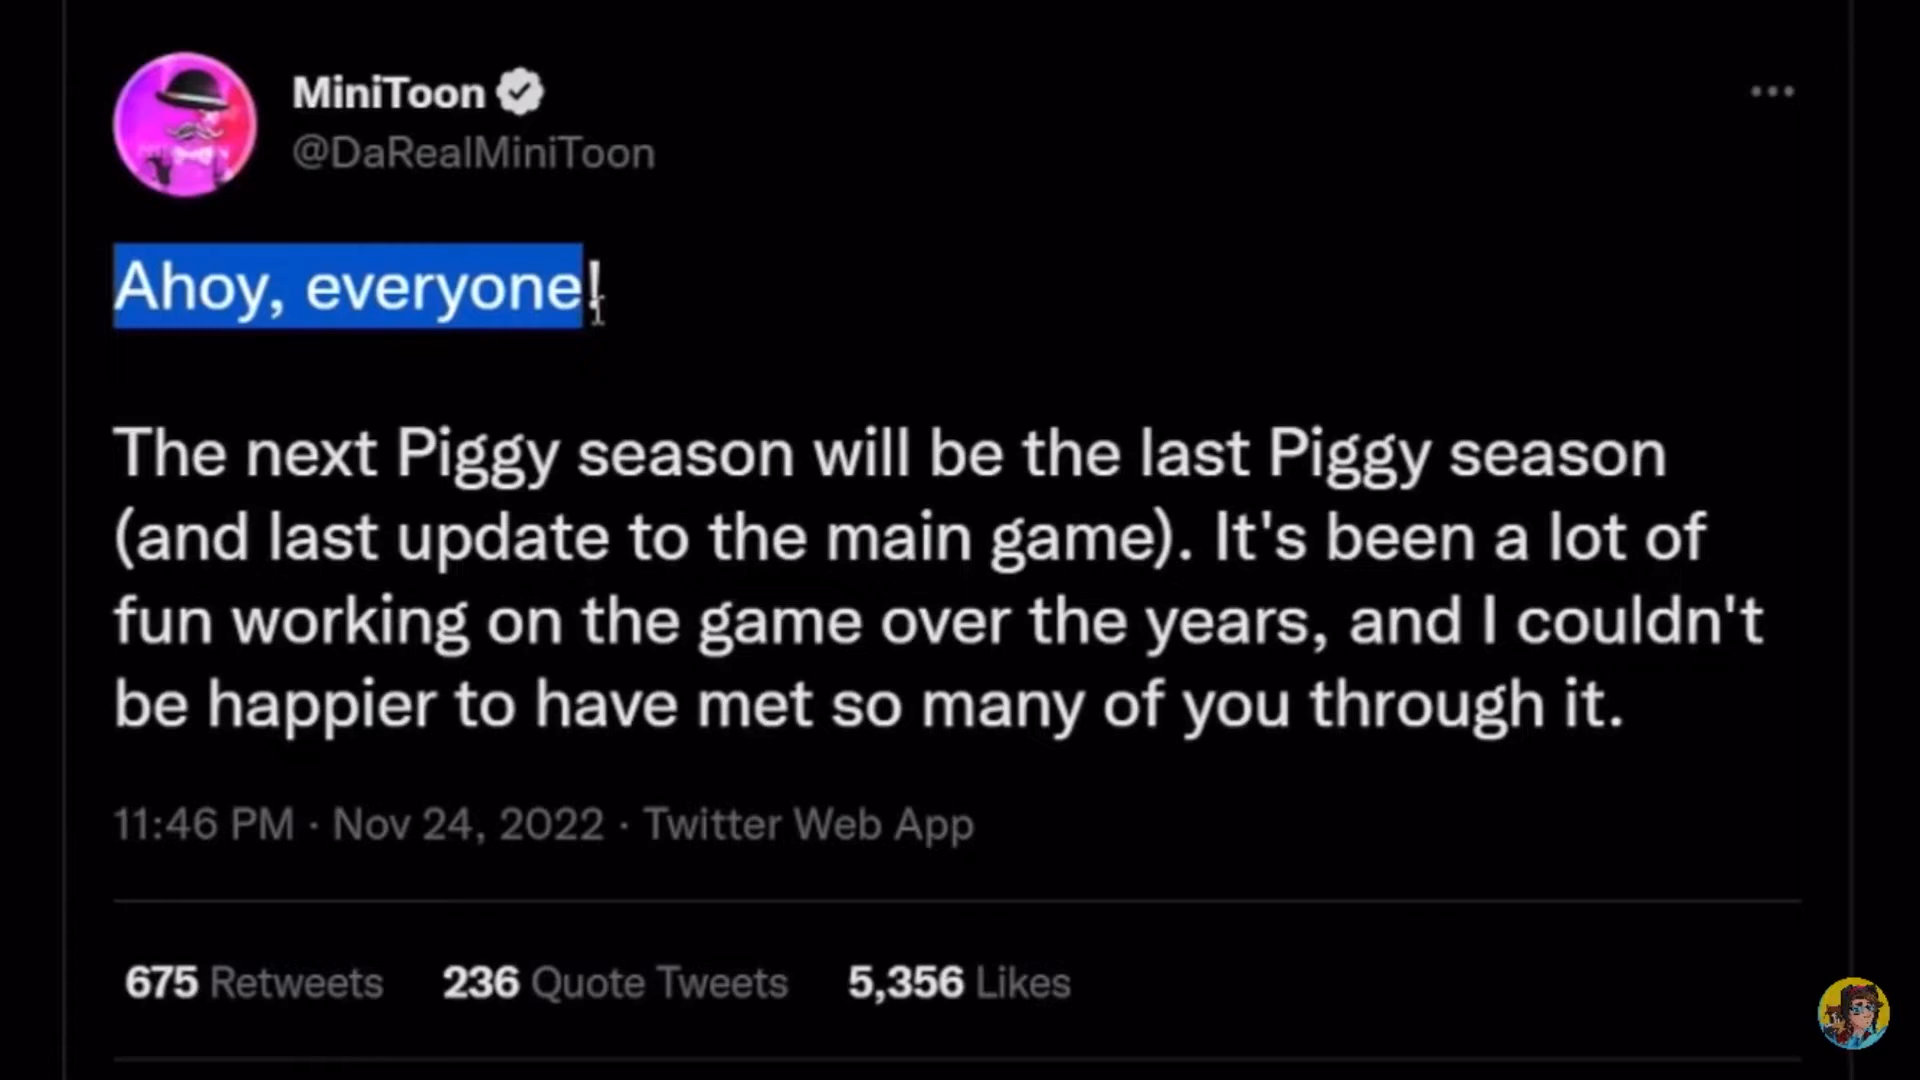 MiniToon
@DaRealMiniToon
Ahoy, everyone!
The next Piggy season will be the last Piggy season
(and last update to the main game). It's been a lot of
fun working on the game over the years, and I couldn't
be happier to have met so many of you through it.
11:46 PM · Nov 24, 2022 · Twitter Web App
675 Retweets 236 Quote Tweets 5,356 Likes